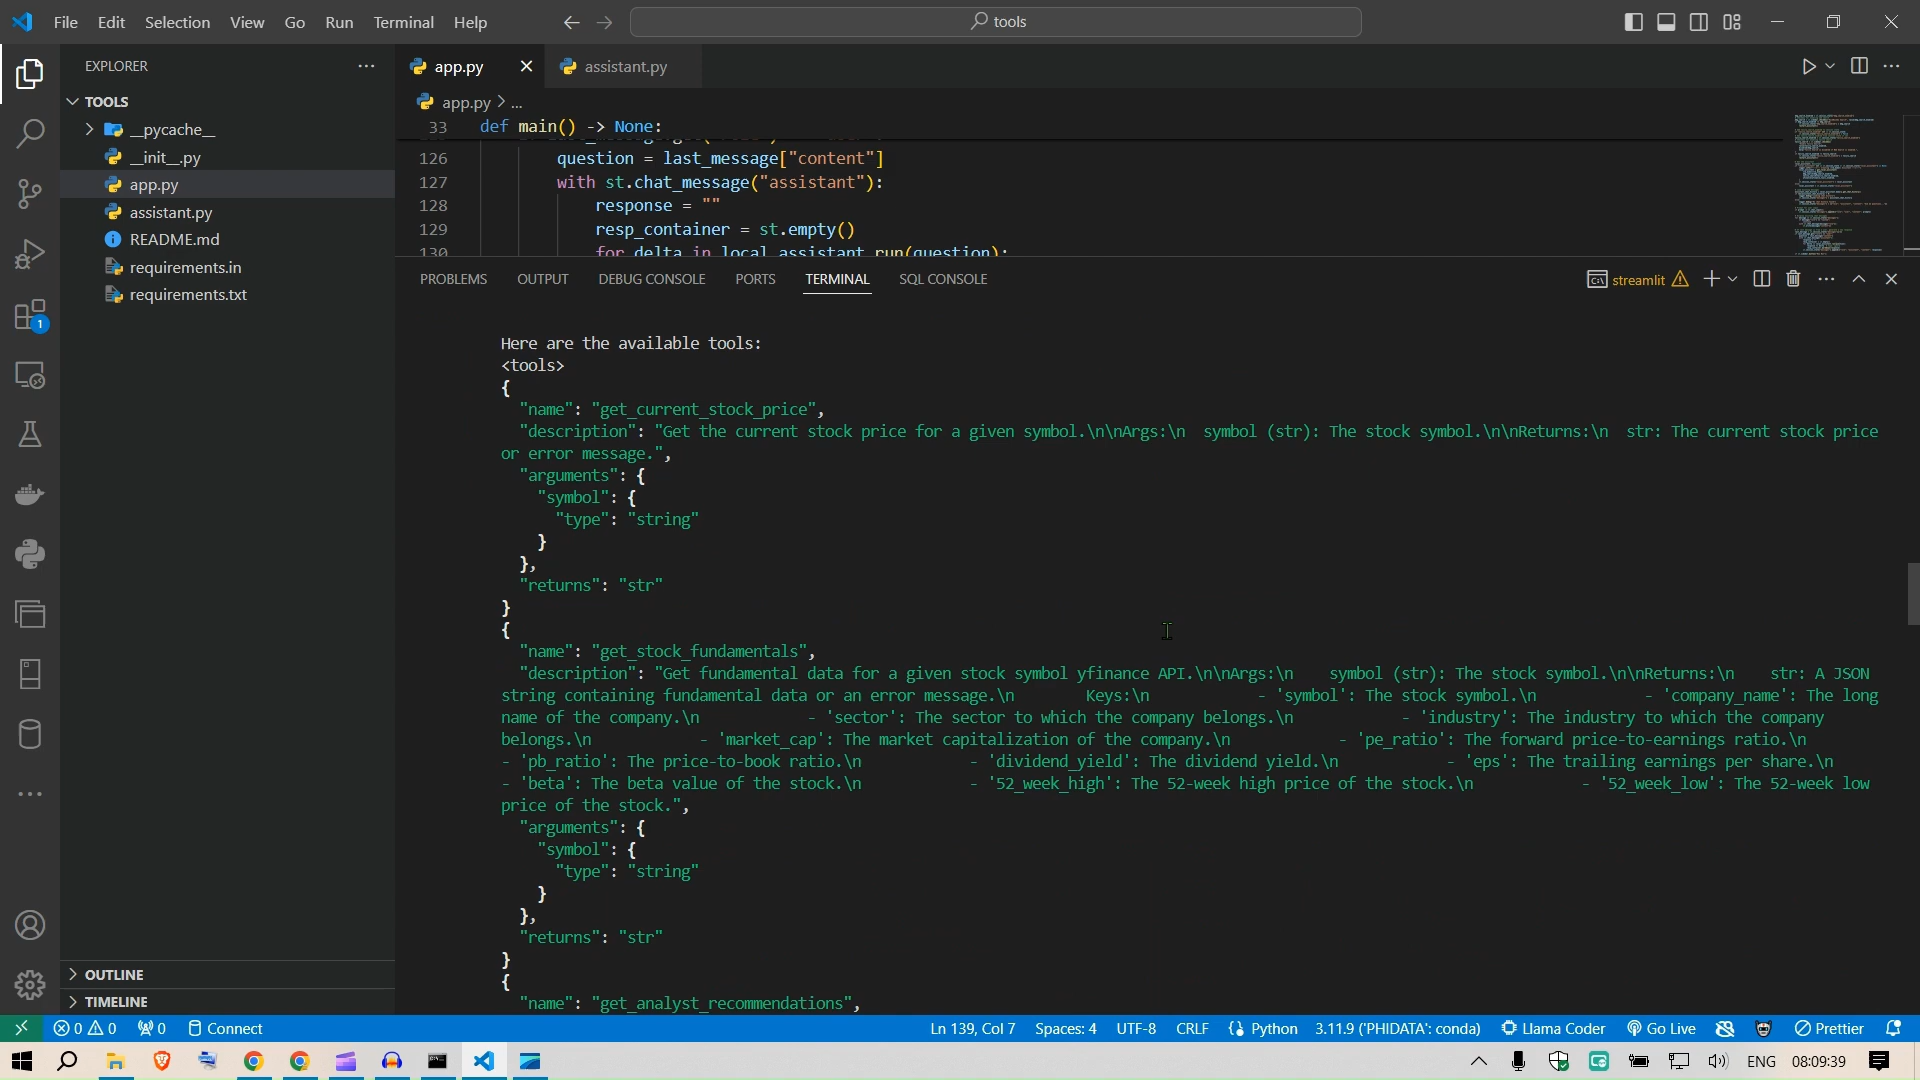 File Edit Selection View Go Run Terminal Help
tools
EXPLORER
TOOLS
__pycache__
__init__.py
app.py
assistant.py
README.md
requirements.in
requirements.txt
OUTLINE
TIMELINE
1
app.py
assistant.py
app.py > ...
33 def main() -> None:
126 question = last_message["content"]
127 with st.chat_message("assistant"):
128 response = ""
129 resp_container = st.empty()
130 for delta in local_assistant.run(question):
PROBLEMS OUTPUT DEBUG CONSOLE PORTS TERMINAL SQL CONSOLE
streamlit
Here are the available tools:
<tools>
{
"name": "get_current_stock_price",
"description": "Get the current stock price for a given symbol.\n\nArgs:\n  symbol (str): The stock symbol.\n\nReturns:\n  str: The current stock price
or error message.",
"arguments": {
"symbol": {
"type": "string"
}
},
"returns": "str"
}
{
"name": "get_stock_fundamentals",
"description": "Get fundamental data for a given stock symbol yfinance API.\n\nArgs:\n    symbol (str): The stock symbol.\n\nReturns:\n    str: A JSON
string containing fundamental data or an error message.\n        Keys:\n            - 'symbol': The stock symbol.\n            - 'company_name': The long
name of the company.\n            - 'sector': The sector to which the company belongs.\n            - 'industry': The industry to which the company
belongs.\n            - 'market_cap': The market capitalization of the company.\n            - 'pe_ratio': The forward price-to-earnings ratio.\n
- 'pb_ratio': The price-to-book ratio.\n            - 'dividend_yield': The dividend yield.\n            - 'eps': The trailing earnings per share.\n
- 'beta': The beta value of the stock.\n            - '52_week_high': The 52-week high price of the stock.\n            - '52_week_low': The 52-week low
price of the stock.",
"arguments": {
"symbol": {
"type": "string"
}
},
"returns": "str"
}
{
"name": "get_analyst_recommendations",
0 0 0 Connect Ln 139, Col 7 Spaces: 4 UTF-8 CRLF Python 3.11.9 ('PHIDATA': conda) Llama Coder Go Live Prettier
ENG 08:09:39